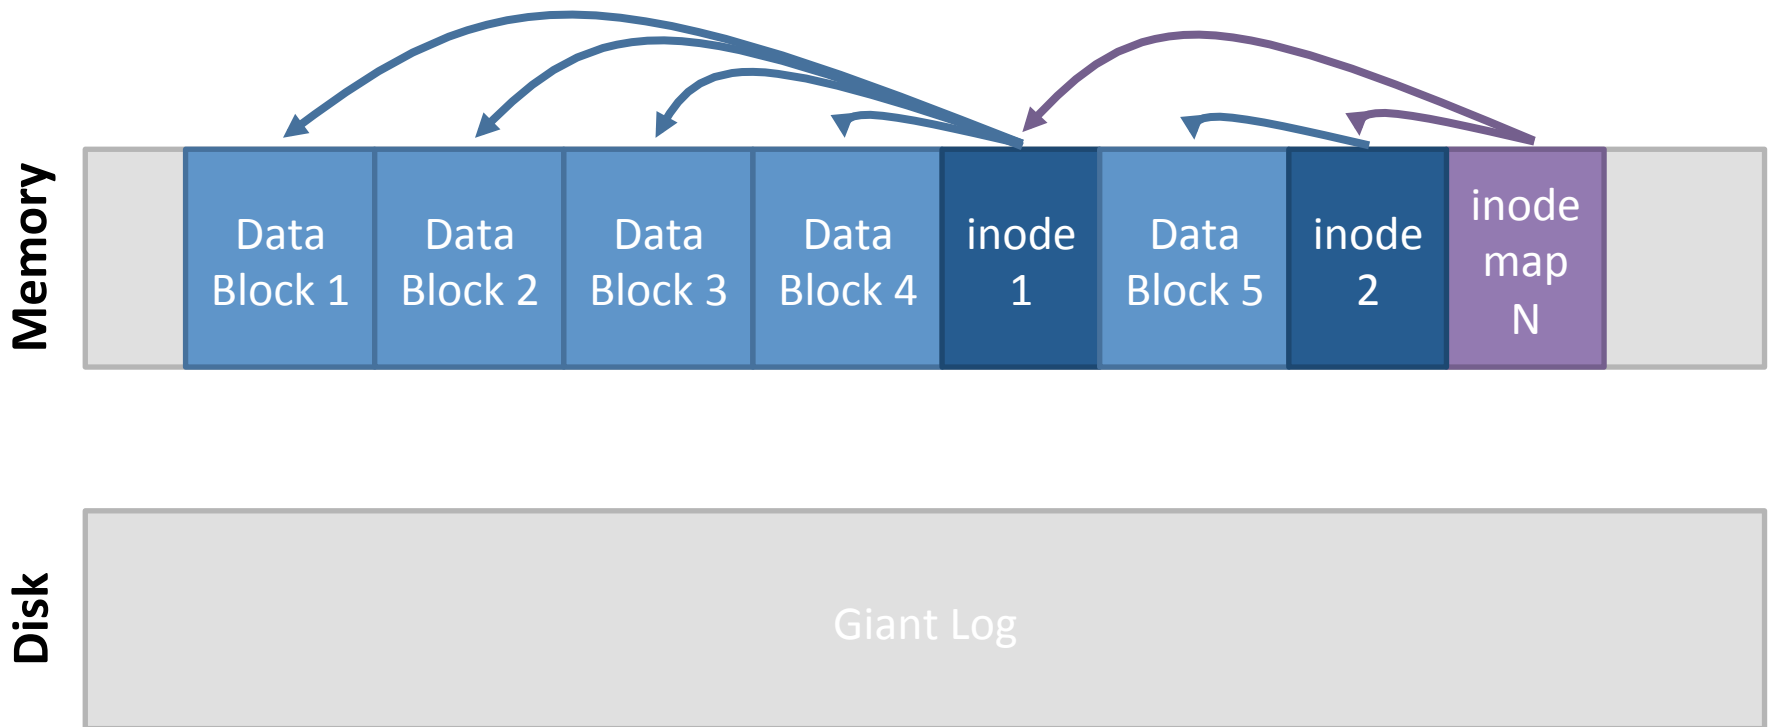 Memory
Data
Block 1
Data
Block 2
Data
Block 3
Data
Block 4
inode
1
Data
Block 5
inode
2
inode
map
N
Disk
Giant Log